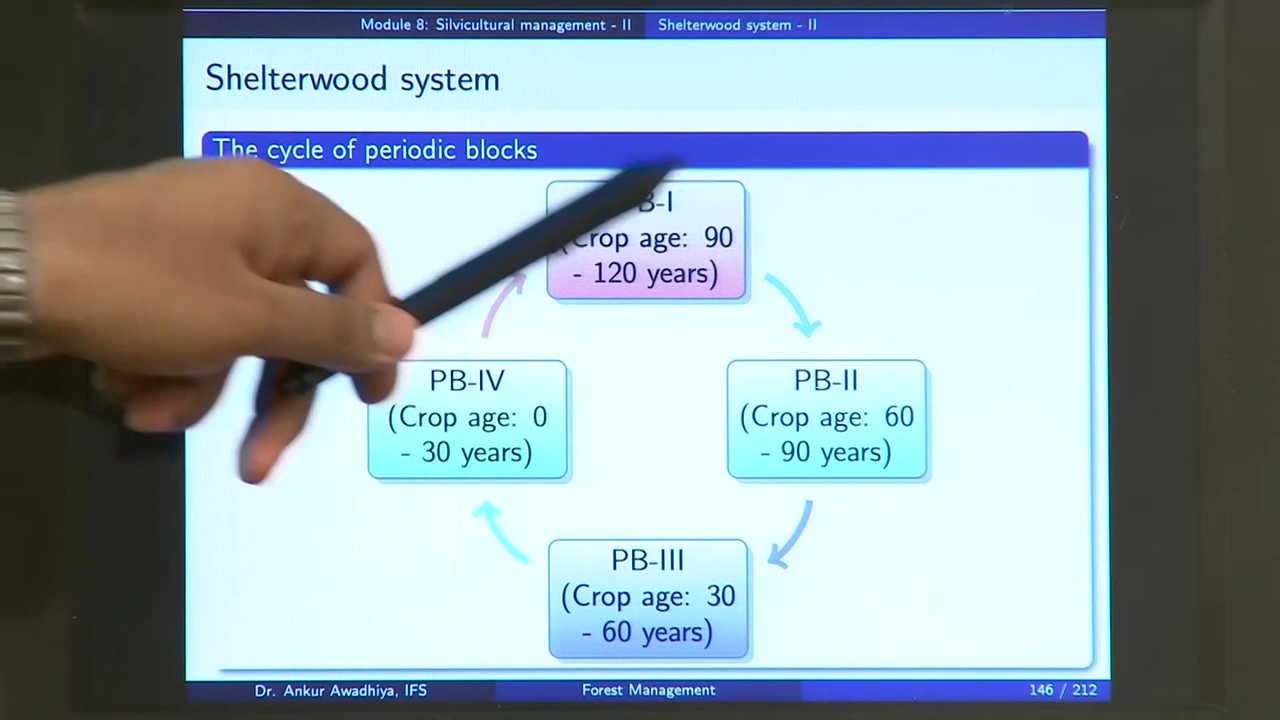 Module 8: Silvicultural management - II Shelterwood system - II
Shelterwood system
The cycle of periodic blocks
B-I
(Crop age: 90
- 120 years)
PB-IV
(Crop age: 0
- 30 years)
PB-II
(Crop age: 60
- 90 years)
PB-III
(Crop age: 30
- 60 years)
Dr. Ankur Awadhiya, IFS Forest Management 146 / 212